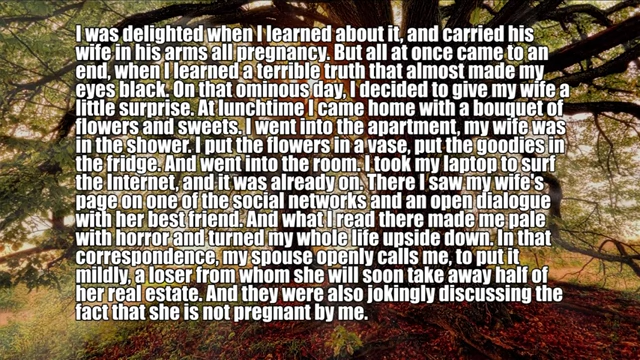 I was delighted when I learned about it, and carried his
wife in his arms all pregnancy. But all at once came to an
end, when I learned a terrible truth that almost made my
eyes black. On that ominous day, I decided to give my wife a
little surprise. At lunchtime I came home with a bouquet of
flowers and sweets. I went into the apartment, my wife was
in the shower. I put the flowers in a vase, put the goodies in
the fridge. And went into the room. I took my laptop to surf
the Internet, and it was already on. There I saw my wife's
page on one of the social networks and an open dialogue
with her best friend. And what I read there made me pale
with horror and turned my whole life upside down. In that
correspondence, my spouse openly calls me, to put it
mildly, a loser from whom she will soon take away half of
her real estate. And they were also jokingly discussing the
fact that she is not pregnant by me.